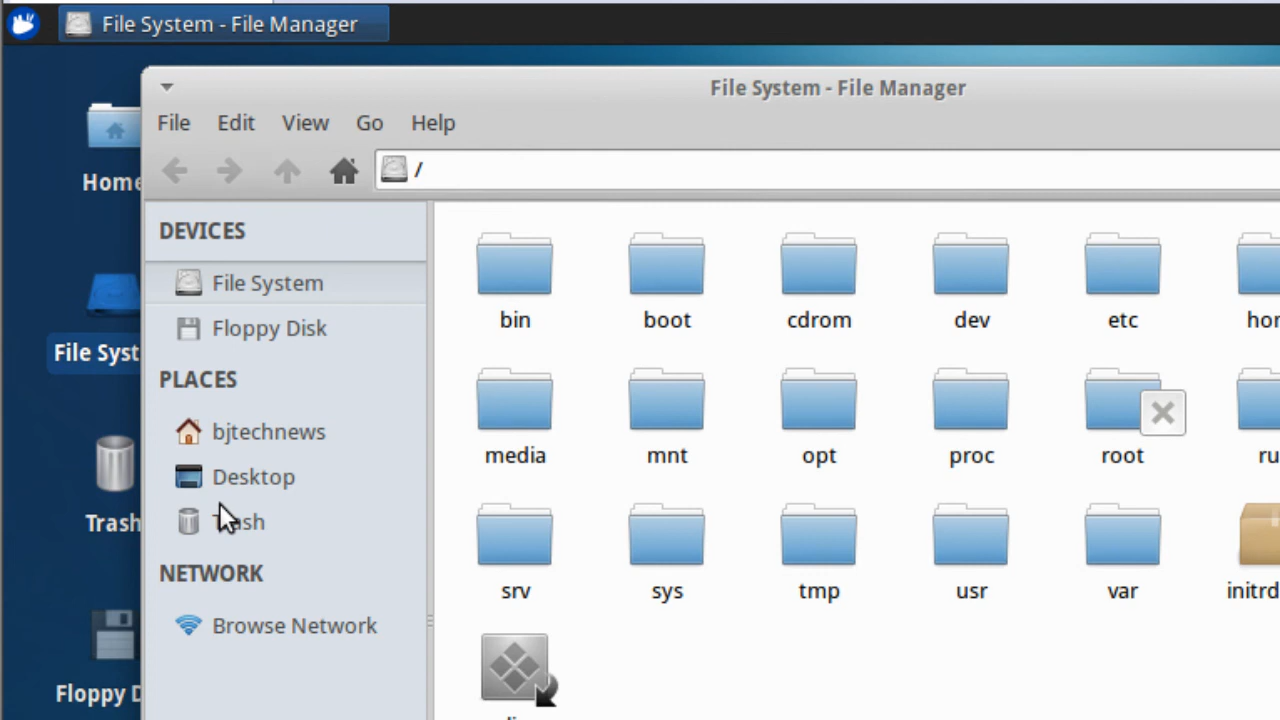 File System - File Manager
File System - File Manager
File Edit View Go Help
/
Home
File Syst
Trash
Floppy D
DEVICES
File System
Floppy Disk
PLACES
bjtechnews
Desktop
NETWORK
Browse Network
bin boot cdrom dev etc hor
media mnt opt proc root ru
srv sys tmp usr var initrd